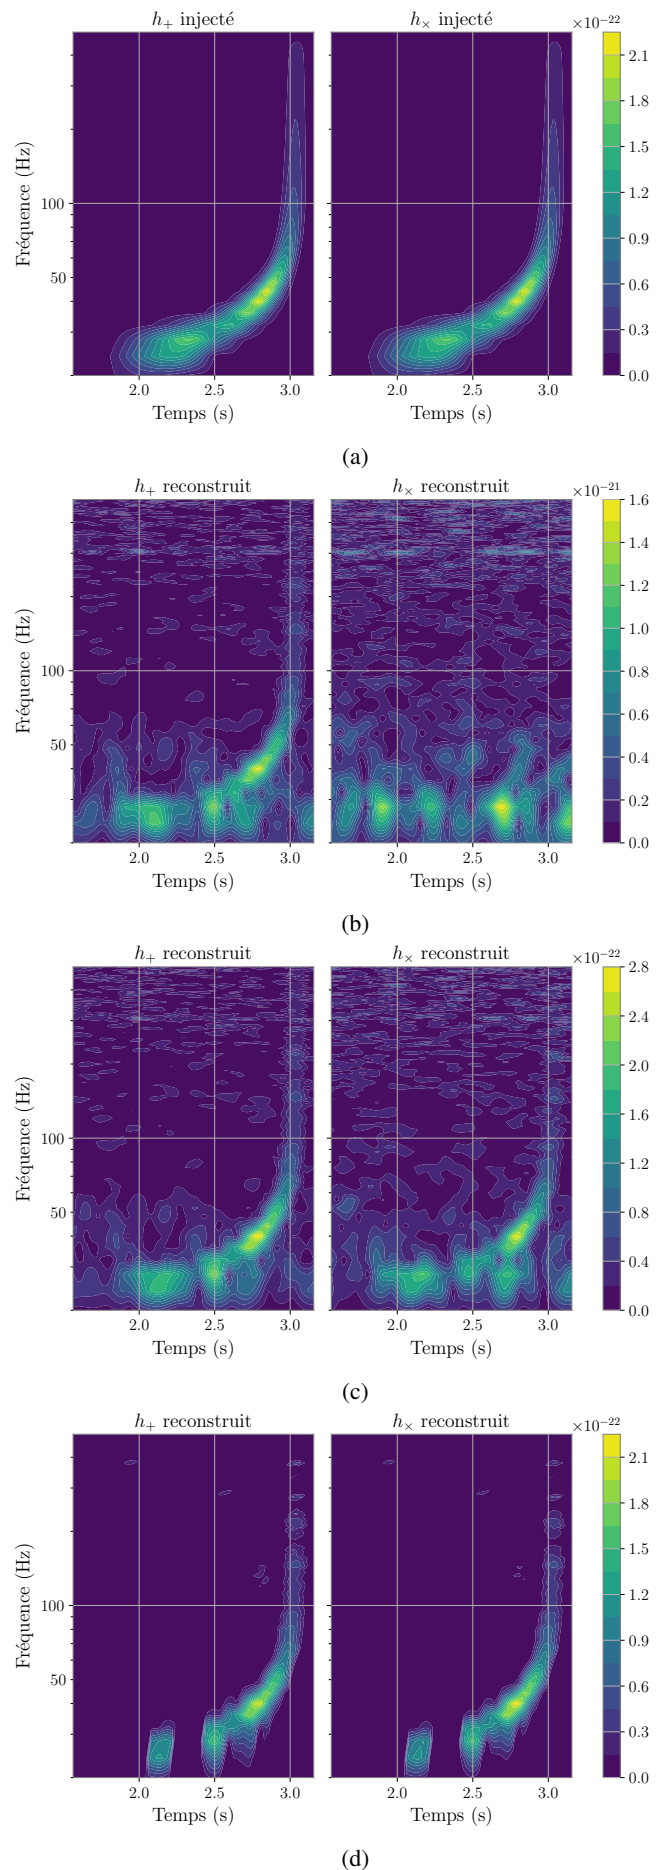 h₊ injecté h× injecté ×10⁻²²
Fréquence (Hz)
100
50
2.0 2.5 3.0 2.0 2.5 3.0
Temps (s) Temps (s)
2.1
1.8
1.5
1.2
0.9
0.6
0.3
0.0
(a)
h₊ reconstruit h× reconstruit ×10⁻²¹
Fréquence (Hz)
100
50
2.0 2.5 3.0 2.0 2.5 3.0
Temps (s) Temps (s)
1.6
1.4
1.2
1.0
0.8
0.6
0.4
0.2
0.0
(b)
h₊ reconstruit h× reconstruit ×10⁻²²
Fréquence (Hz)
100
50
2.0 2.5 3.0 2.0 2.5 3.0
Temps (s) Temps (s)
2.8
2.4
2.0
1.6
1.2
0.8
0.4
0.0
(c)
h₊ reconstruit h× reconstruit ×10⁻²²
Fréquence (Hz)
100
50
2.0 2.5 3.0 2.0 2.5 3.0
Temps (s) Temps (s)
2.1
1.8
1.5
1.2
0.9
0.6
0.3
0.0
(d)